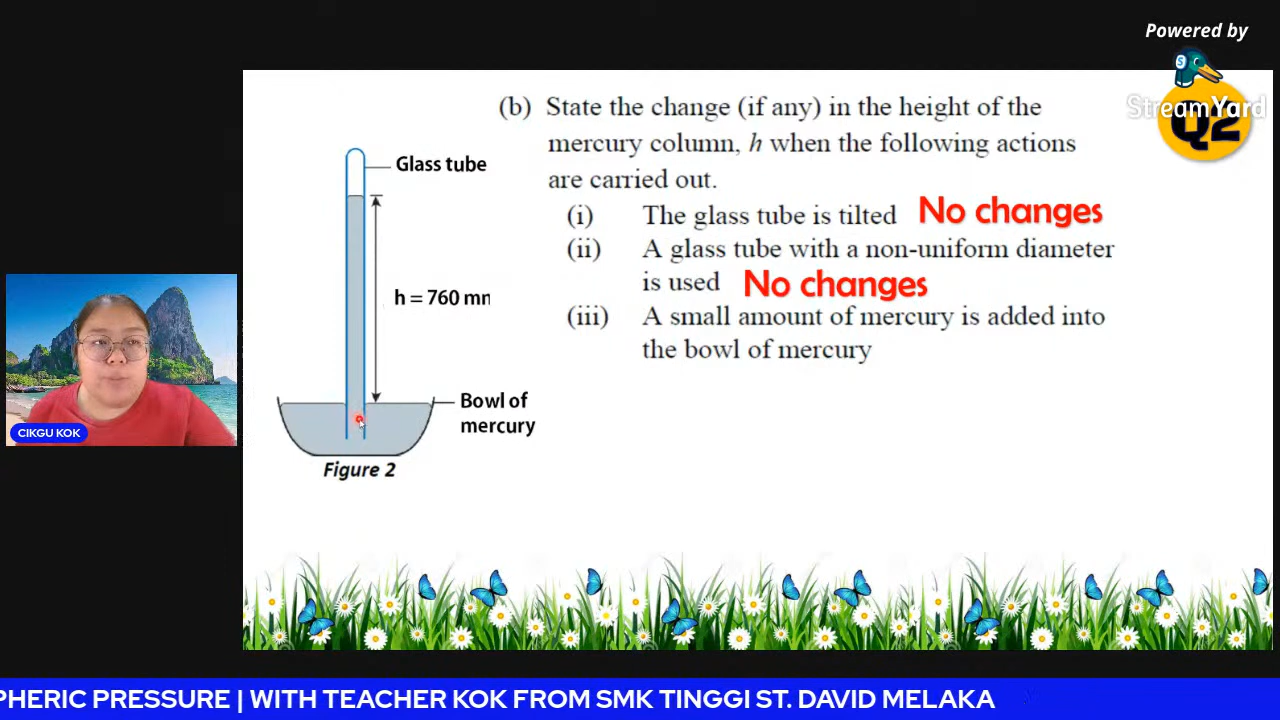 Powered by
StreamYard
Q2
(b) State the change (if any) in the height of the
mercury column, h when the following actions
are carried out.
(i) The glass tube is tilted No changes
(ii) A glass tube with a non-uniform diameter
is used No changes
(iii) A small amount of mercury is added into
the bowl of mercury
Glass tube
h = 760 mn
Bowl of
mercury
Figure 2
CIKGU KOK
PHERIC PRESSURE | WITH TEACHER KOK FROM SMK TINGGI ST. DAVID MELAKA